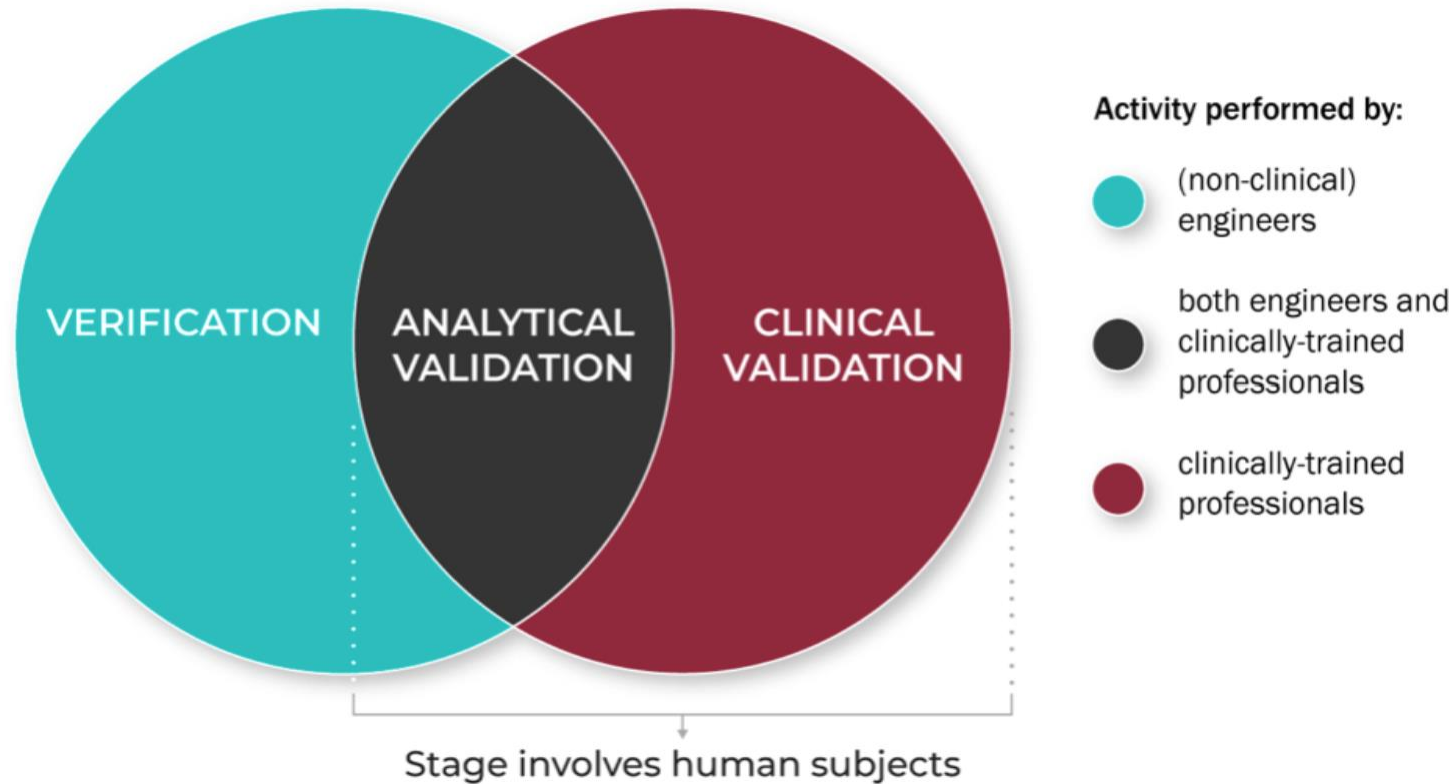 VERIFICATION
ANALYTICAL
VALIDATION
CLINICAL
VALIDATION
Activity performed by:
(non-clinical)
engineers
both engineers and
clinically-trained
professionals
clinically-trained
professionals
Stage involves human subjects